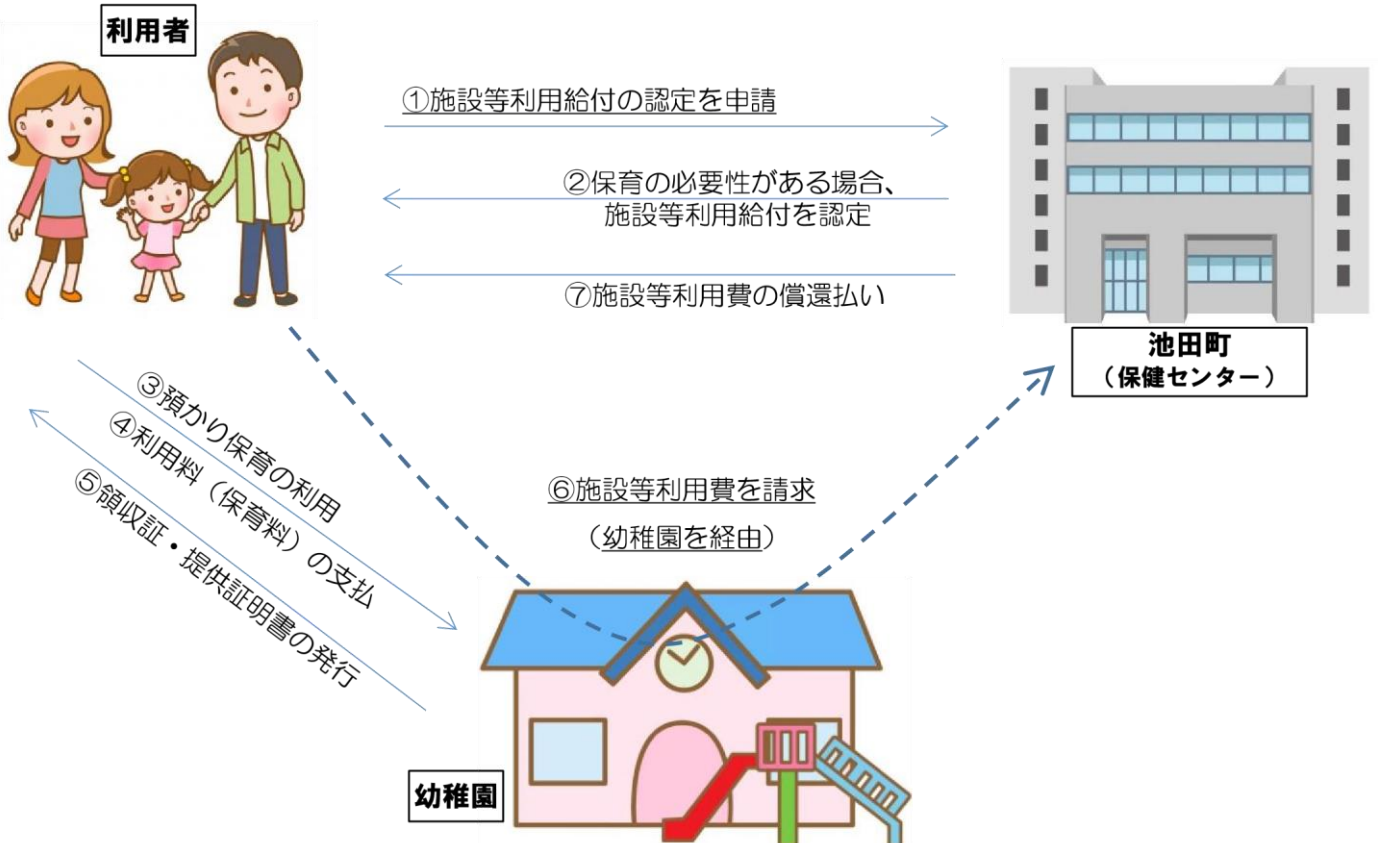 利用者
①施設等利用給付の認定を申請
②保育の必要性がある場合、
施設等利用給付を認定
⑦施設等利用費の償還払い
池田町
（保健センター）
③預かり保育の利用
④利用料（保育料）の支払
⑤領収証・提供証明書の発行
⑥施設等利用費を請求
（幼稚園を経由）
幼稚園